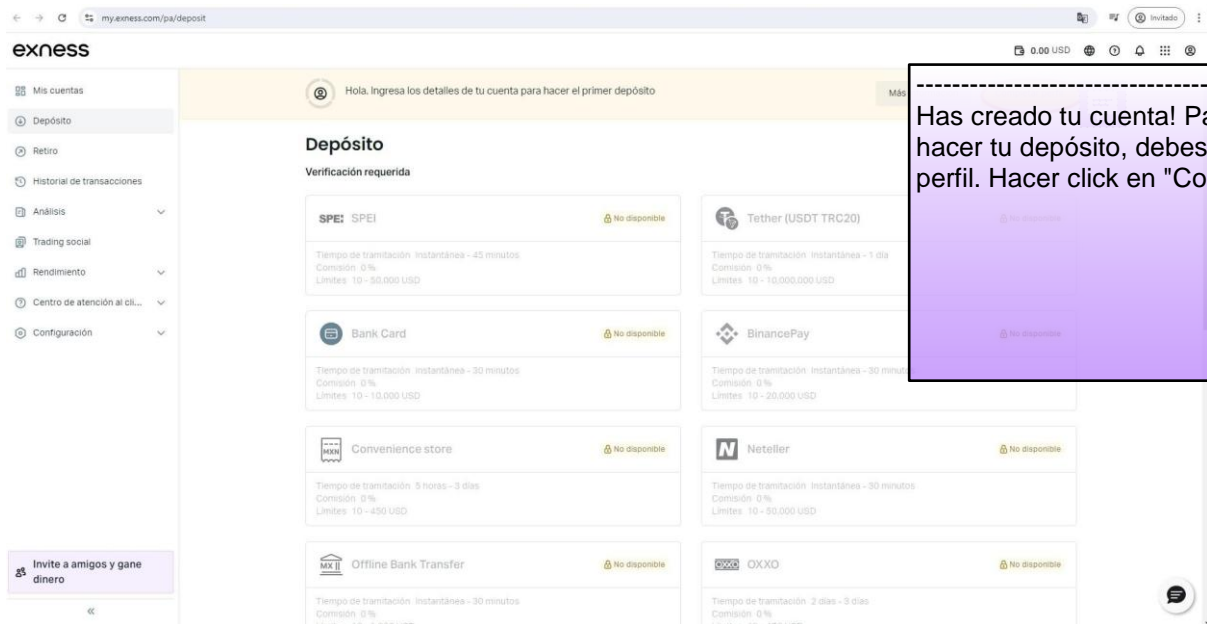 my.exness.com/pa/deposit
Invitado
exness
0.00 USD
Mis cuentas
Depósito
Retiro
Historial de transacciones
Análisis
Trading social
Rendimiento
Centro de atención al cli...
Configuración
Invite a amigos y gane
dinero
Hola. Ingresa los detalles de tu cuenta para hacer el primer depósito
Más
------------------------------------
Has creado tu cuenta! Pa
hacer tu depósito, debes
perfil. Hacer click en "Co
Depósito
Verificación requerida
SPEI SPEI
No disponible
Tiempo de tramitación Instantánea - 45 minutos
Comisión 0 %
Límites 10 - 50,000 USD
Tether (USDT TRC20)
No disponible
Tiempo de tramitación Instantánea - 1 día
Comisión 0 %
Límites 10 - 10,000,000 USD
Bank Card
No disponible
Tiempo de tramitación Instantánea - 30 minutos
Comisión 0 %
Límites 10 - 10,000 USD
BinancePay
No disponible
Tiempo de tramitación Instantánea - 30 minutos
Comisión 0 %
Límites 10 - 20,000 USD
MXN
Convenience store
No disponible
Tiempo de tramitación 5 horas - 3 días
Comisión 0 %
Límites 10 - 450 USD
N Neteller
No disponible
Tiempo de tramitación Instantánea - 30 minutos
Comisión 0 %
Límites 10 - 50,000 USD
MX
Offline Bank Transfer
No disponible
Tiempo de tramitación Instantánea - 30 minutos
Comisión 0 %
OXXO OXXO
No disponible
Tiempo de tramitación 2 días - 3 días
Comisión 0 %